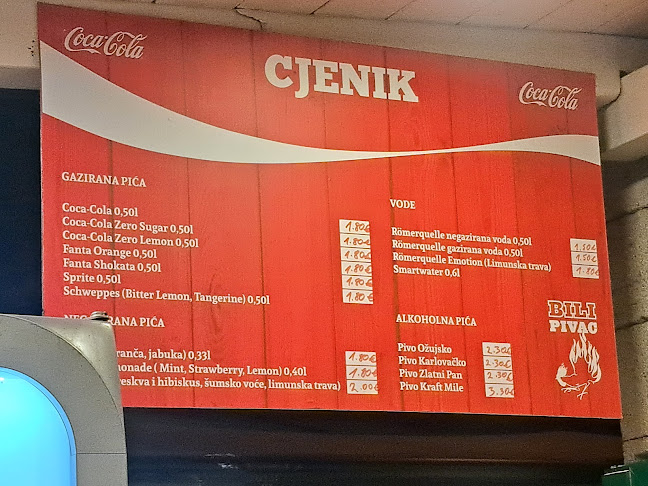 Coca-Cola
CJENIK
Coca-Cola
GAZIRANA PIĆA
Coca-Cola 0,50l
Coca-Cola Zero Sugar 0,50l 1.80€
Coca-Cola Zero Lemon 0,50l 1.80€
Fanta Orange 0,50l 1.80€
Fanta Shokata 0,50l 1.80€
Sprite 0,50l 1.80€
Schweppes (Bitter Lemon, Tangerine) 0,50l 1.80€
PIĆA
jabuka) 0,33l 1.80€
(Mint, Strawberry, Lemon) 0,40l 1.80€
i hibiskus, šumsko voće, limunska trava) 2.00€
VODE
Römerquelle negazirana voda 0,50l
Römerquelle gazirana voda 0,50l 1.50€
Römerquelle Emotion (Limunska trava) 1.50€
Smartwater 0,6l 1.80€
ALKOHOLNA PIĆA
Pivo Ožujsko 2.30€
Pivo Karlovačko 2.30€
Pivo Zlatni Pan 2.30€
Pivo Kraft Mile 3.30€
BILI
PIVAC